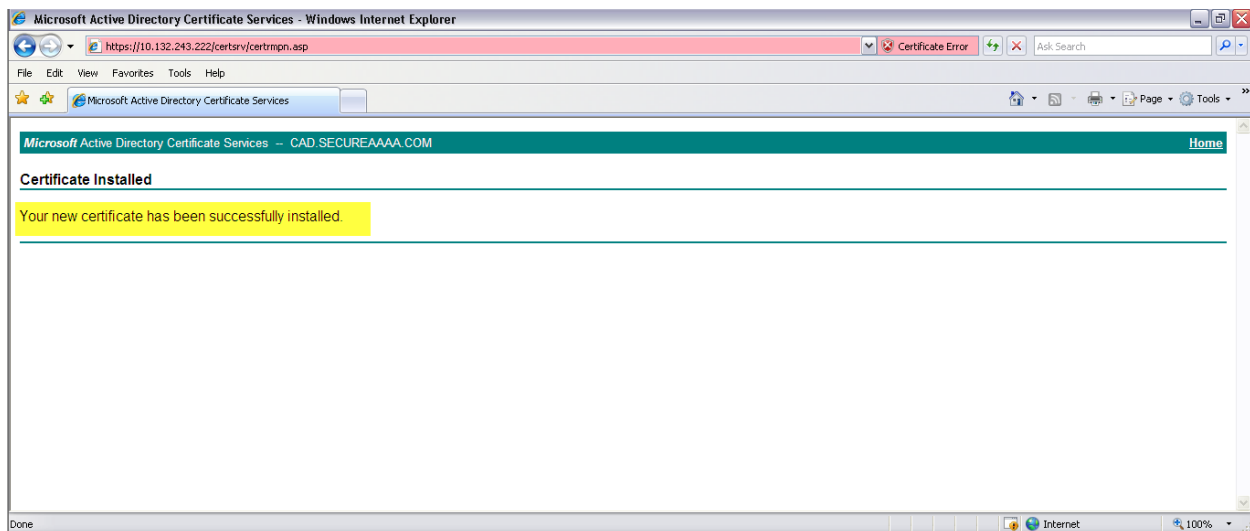 Microsoft Active Directory Certificate Services - Windows Internet Explorer
https://10.132.243.222/certsrv/certrmpn.asp
Certificate Error
Ask Search
File Edit View Favorites Tools Help
Microsoft Active Directory Certificate Services
Page
Tools
Microsoft Active Directory Certificate Services -- CAD.SECUREAAAA.COM
Home
Certificate Installed
Your new certificate has been successfully installed.
Done
Internet
100%